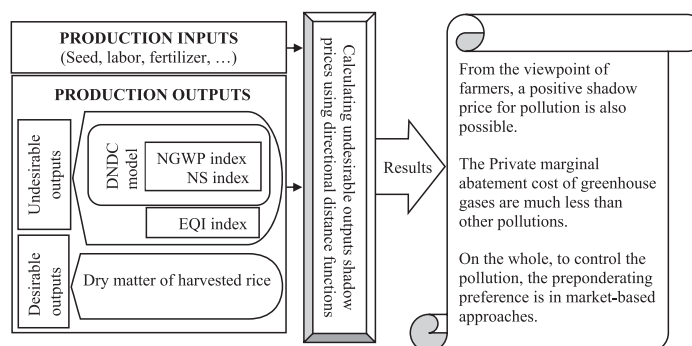 PRODUCTION INPUTS
(Seed, labor, fertilizer, …)
PRODUCTION OUTPUTS
Undesirable
outputs
DNDC
model
NGWP index
NS index
EQI index
Desirable
outputs
Dry matter of harvested rice
Calculating undesirable outputs shadow
prices using directional distance functions
Results
From the viewpoint of
farmers, a positive shadow
price for pollution is also
possible.
The Private marginal
abatement cost of greenhouse
gases are much less than
other pollutions.
On the whole, to control the
pollution, the preponderating
preference is in market-based
approaches.